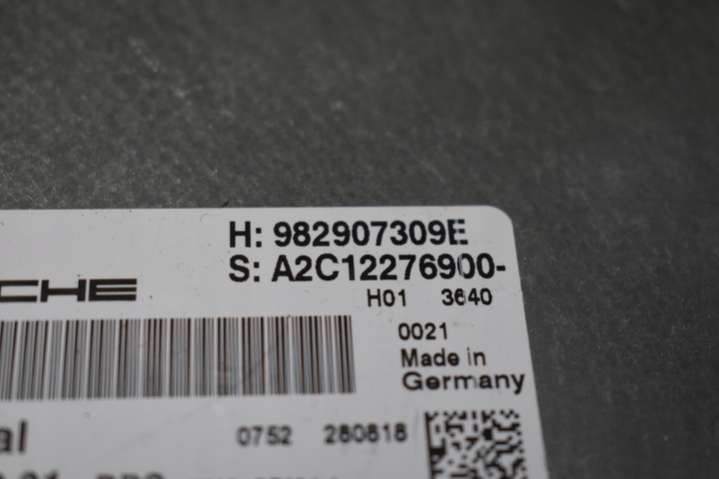 H: 982907309E
S: A2C12276900-
CHE
H01 3640
0021
Made in
Germany
al
0752 280818